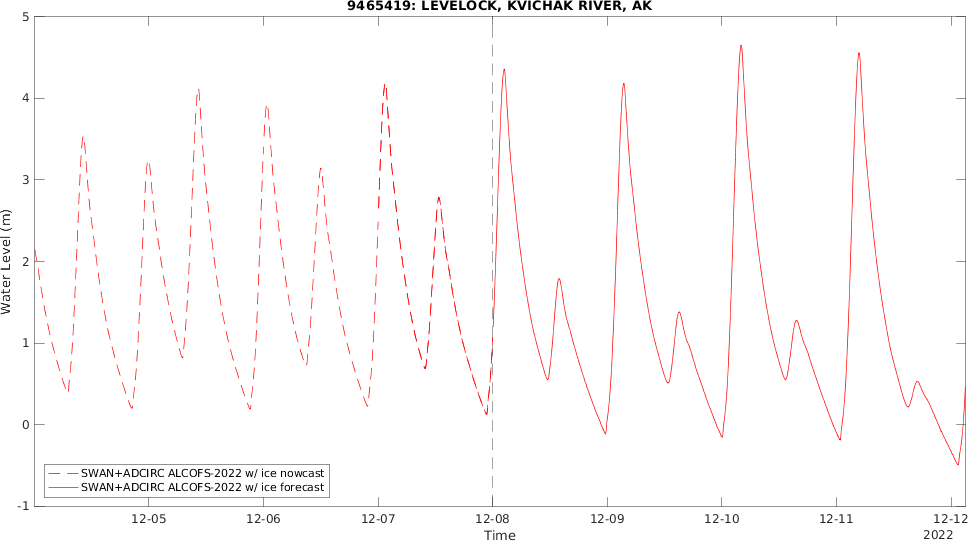 9465419: LEVELOCK, KVICHAK RIVER, AK
5
4
3
2
1
0
-1
Water Level (m)
SWAN+ADCIRC ALCOFS-2022 w/ ice nowcast
SWAN+ADCIRC ALCOFS-2022 w/ ice forecast
12-05 12-06 12-07 12-08 12-09 12-10 12-11 12-12
Time
2022